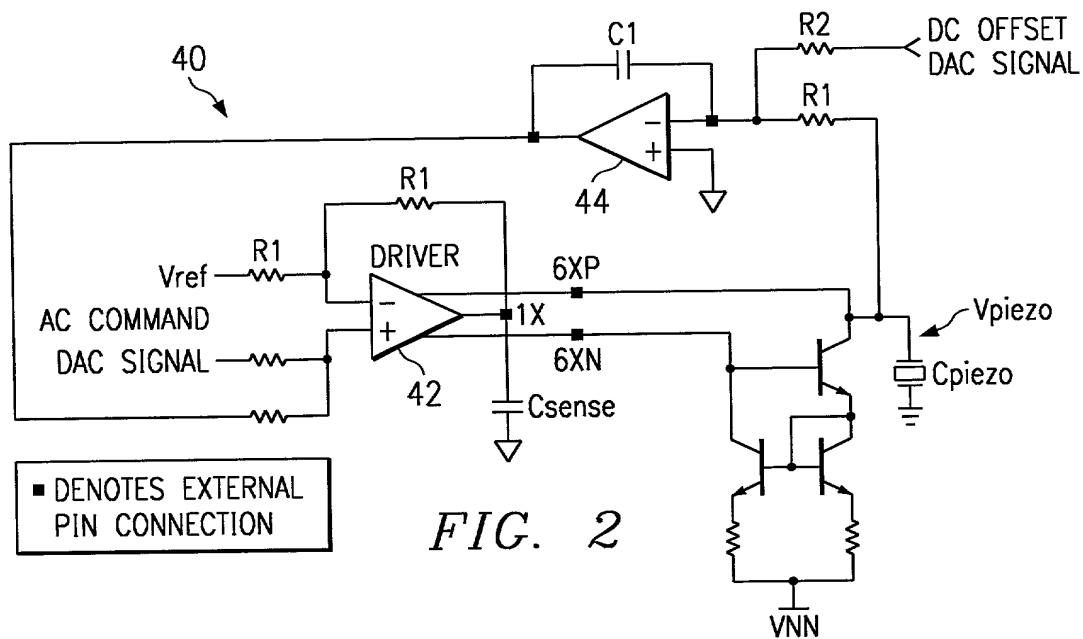 40
C1
R2
DC OFFSET
DAC SIGNAL
R1
−
+
44
R1
R1
Vref
DRIVER
−
+
42
1X
6XP
6XN
AC COMMAND
DAC SIGNAL
Csense
Vpiezo
Cpiezo
■ DENOTES EXTERNAL
PIN CONNECTION
FIG. 2
VNN